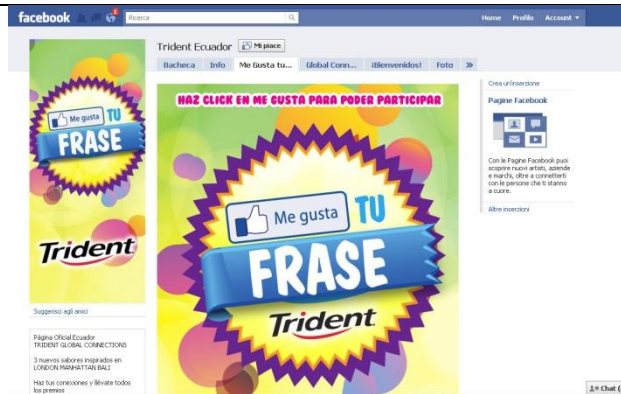 facebook
1
Ricerca
Home Profilo Account
Trident Ecuador Mi piace
Bacheca Info Me Gusta tu... Global Conn... ¡Bienvenidos! Foto »
Me gusta TU
FRASE
Trident
Suggerisci agli amici
Página Oficial Ecuador
TRIDENT GLOBAL CONNECTIONS
3 nuevos sabores inspirados en
LONDON MANHATTAN BALI
Haz tus conexiones y llévate todos
los premios
HAZ CLICK EN ME GUSTA PARA PODER PARTICIPAR
Me gusta TU
FRASE
Trident
Crea un'inserzione
Pagine Facebook
Con le Pagine Facebook puoi
scoprire nuovi artisti, aziende
e marchi, oltre a connetterti
con le persone che ti stanno
a cuore.
Altre inserzioni
Chat (